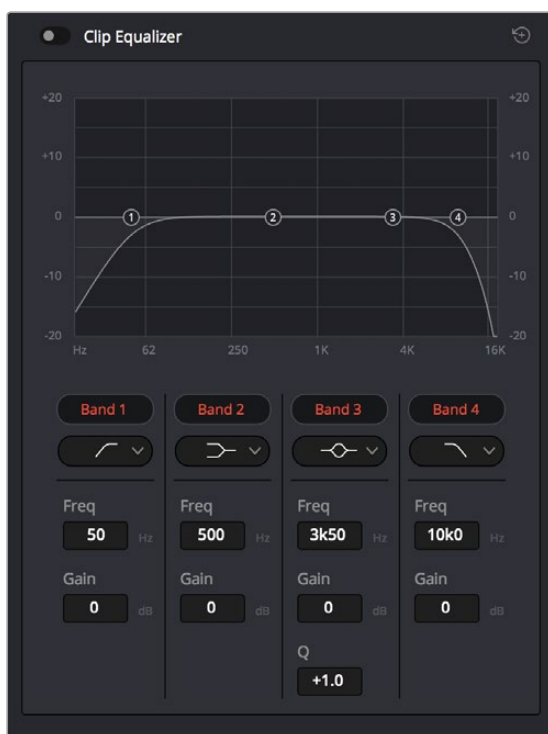 Clip Equalizer
+20 +20
+10 +10
1 2 3 4
0 0
-10 -10
-20 -20
Hz 62 250 1K 4K 16K
Band 1 Band 2 Band 3 Band 4
Freq Freq Freq Freq
50 Hz 500 Hz 3k50 Hz 10k0 Hz
Gain Gain Gain Gain
0 dB 0 dB 0 dB 0 dB
Q
+1.0